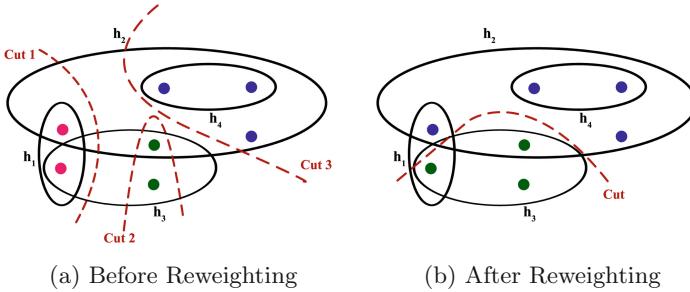 h2
Cut 1
h4
h1
Cut 3
h3
Cut 2
(a) Before Reweighting
h2
h4
h1
Cut
h3
(b) After Reweighting